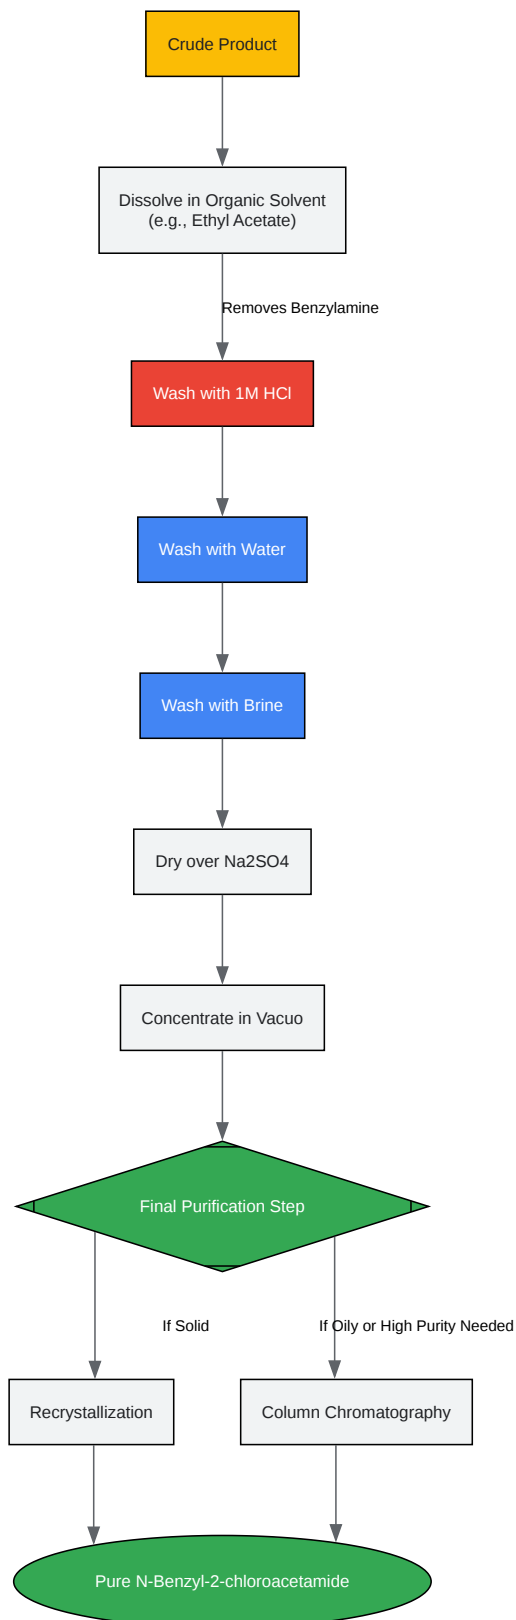 Crude Product
Dissolve in Organic Solvent
(e.g., Ethyl Acetate)
Removes Benzylamine
Wash with 1M HCl
Wash with Water
Wash with Brine
Dry over Na2SO4
Concentrate in Vacuo
Final Purification Step
If Solid
If Oily or High Purity Needed
Recrystallization
Column Chromatography
Pure N-Benzyl-2-chloroacetamide